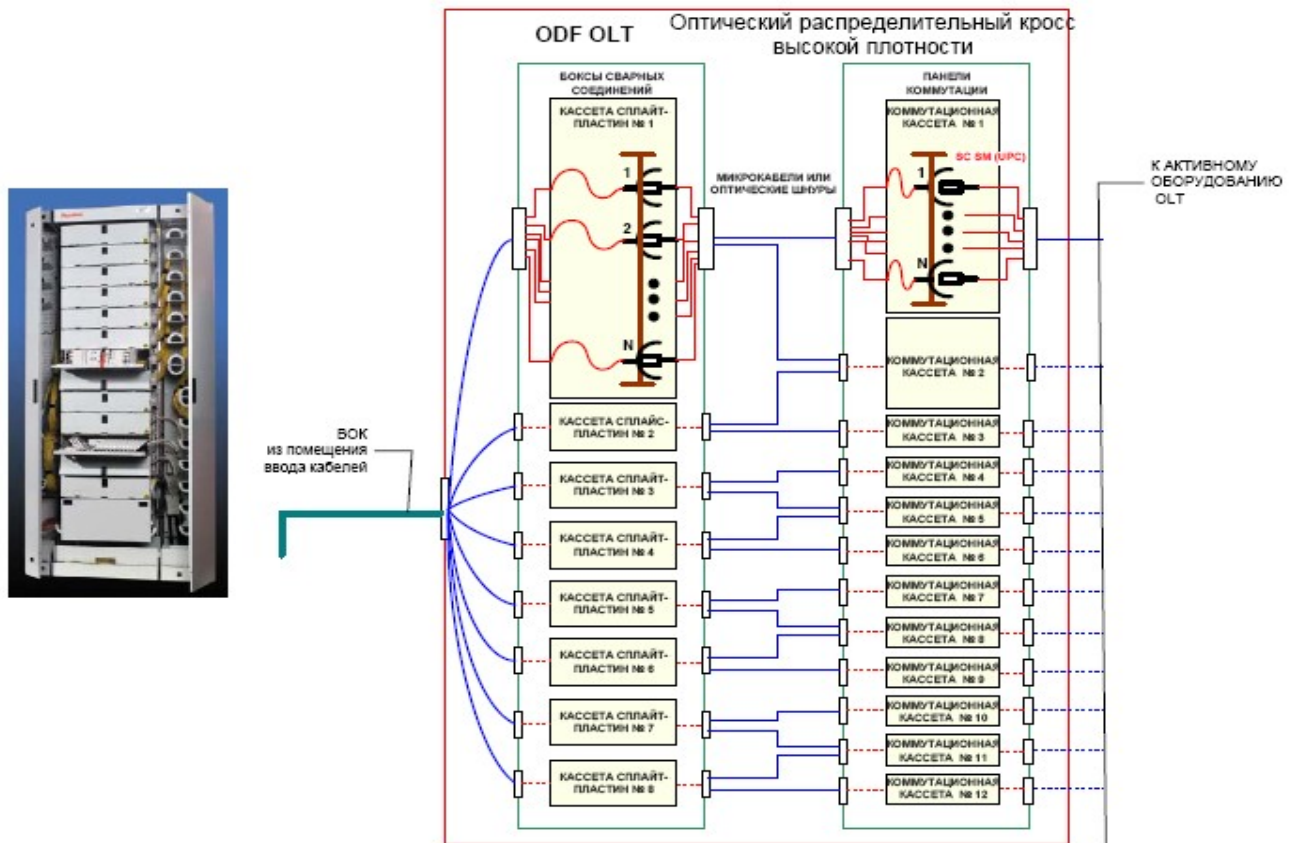 ODF OLT
Оптический распределительный кросс
высокой плотности
БОКСЫ СВАРНЫХ
СОЕДИНЕНИЙ
КАССЕТА СПЛАЙТ-
ПЛАСТИН № 1
1
2
N
КАССЕТА СПЛАЙС-
ПЛАСТИН № 2
КАССЕТА СПЛАЙТ-
ПЛАСТИН № 3
КАССЕТА СПЛАЙТ-
ПЛАСТИН № 4
КАССЕТА СПЛАЙТ-
ПЛАСТИН № 5
КАССЕТА СПЛАЙТ-
ПЛАСТИН № 6
КАССЕТА СПЛАЙТ-
ПЛАСТИН № 7
КАССЕТА СПЛАЙТ-
ПЛАСТИН № 8
МИКРОКАБЕЛИ ИЛИ
ОПТИЧЕСКИЕ ШНУРЫ
ПАНЕЛИ
КОММУТАЦИИ
КОММУТАЦИОННАЯ
КАССЕТА № 1
SC SM (UPC)
1
N
КОММУТАЦИОННАЯ
КАССЕТА № 2
КОММУТАЦИОННАЯ
КАССЕТА № 3
КОММУТАЦИОННАЯ
КАССЕТА № 4
КОММУТАЦИОННАЯ
КАССЕТА № 5
КОММУТАЦИОННАЯ
КАССЕТА № 6
КОММУТАЦИОННАЯ
КАССЕТА № 7
КОММУТАЦИОННАЯ
КАССЕТА № 8
КОММУТАЦИОННАЯ
КАССЕТА № 9
КОММУТАЦИОННАЯ
КАССЕТА № 10
КОММУТАЦИОННАЯ
КАССЕТА № 11
КОММУТАЦИОННАЯ
КАССЕТА № 12
К АКТИВНОМУ
ОБОРУДОВАНИЮ
OLT
ВОК
из помещения
ввода кабелей